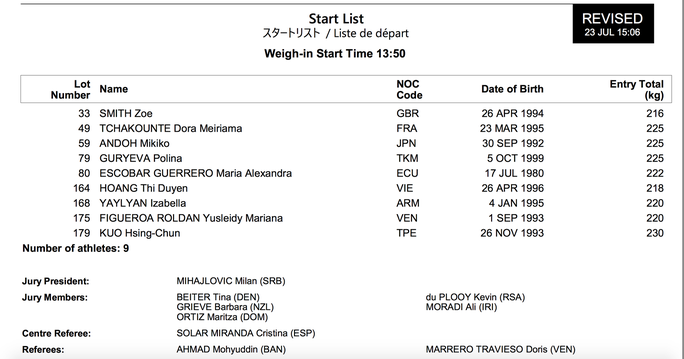 Start List
スタートリスト / Liste de départ
REVISED
23 JUL 15:06
Weigh-in Start Time 13:50
Lot Number Name NOC Code Date of Birth Entry Total (kg)
33 SMITH Zoe GBR 26 APR 1994 216
49 TCHAKOUNTE Dora Meiriama FRA 23 MAR 1995 225
59 ANDOH Mikiko JPN 30 SEP 1992 225
79 GURYEVA Polina TKM 5 OCT 1999 225
80 ESCOBAR GUERRERO Maria Alexandra ECU 17 JUL 1980 222
164 HOANG Thi Duyen VIE 26 APR 1996 218
168 YAYLYAN Izabella ARM 4 JAN 1995 220
175 FIGUEROA ROLDAN Yusleidy Mariana VEN 1 SEP 1993 220
179 KUO Hsing-Chun TPE 26 NOV 1993 230
Number of athletes: 9
Jury President: MIHAJLOVIC Milan (SRB)
Jury Members: BEITER Tina (DEN) du PLOOY Kevin (RSA)
GRIEVE Barbara (NZL) MORADI Ali (IRI)
ORTIZ Maritza (DOM)
Centre Referee: SOLAR MIRANDA Cristina (ESP)
Referees: AHMAD Mohyuddin (BAN) MARRERO TRAVIESO Doris (VEN)